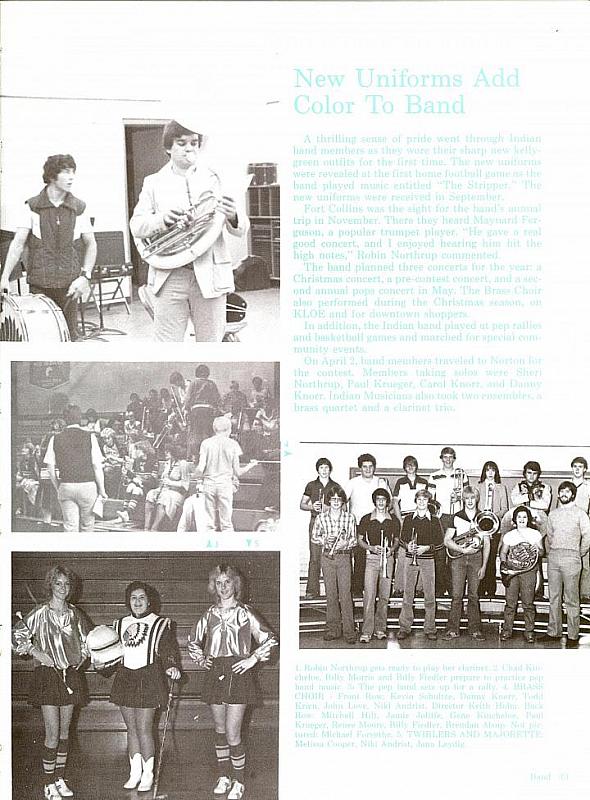 New Uniforms Add
Color To Band
A thrilling sense of pride went through Indian
band members as they wore their sharp new kelly-
green outfits for the first time. The new uniforms
were revealed at the first home football game as the
band played music entitled "The Stripper." The
new uniforms were received in September.
Fort Collins was the sight for the band's annual
trip in November. There they heard Maynard Fer-
guson, a popular trumpet player. "He gave a real
good concert, and I enjoyed hearing him hit the
high notes," Robin Northrup commented.
The band planned three concerts for the year: a
Christmas concert, a pre-contest concert, and a sec-
ond annual pops concert in May. The Brass Choir
also performed during the Christmas season, on
KLOE and for downtown shoppers.
In addition, the Indian band played at pep rallies
and basketball games and marched for special com-
munity events.
On April 2, band members traveled to Norton for
the contest. Members taking solos were Sheri
Northrup, Paul Krueger, Carol Knorr, and Danny
Knorr. Indian Musicians also took two ensembles, a
brass quartet and a clarinet trio.
1. Robin Northrup gets ready to play her clarinet. 2. Chad
Billy Morris and Billy Fiedler prepare to practice pep
band music. 3. The pep band sets up for a rally. 4. BRASS
CHOIR - Front Row: Kevin Schultze, Danny Knorr, Todd
John Love, Niki Andrist, Director Keith Back
Row: Mitchell Hill, Jamie Gene Paul
Krueger, Renee Moore, Billy Fiedler, Brendan Not pic-
tured: Michael Forsythe. 5. TWIRLERS AND MAJORETTE:
Melissa Cooper, Niki Andrist, Jana
Band